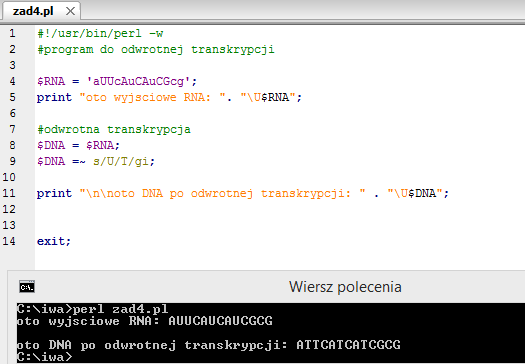 zad4.pl
1 #!/usr/bin/perl -w
2 #program do odwrotnej transkrypcji
3
4 $RNA = 'aUUcAuCAuCGcg';
5 print "oto wyjsciowe RNA: ". "\U$RNA";
6
7 #odwrotna transkrypcja
8 $DNA = $RNA;
9 $DNA =~ s/U/T/gi;
10
11 print "\n\noto DNA po odwrotnej transkrypcji: " . "\U$DNA";
12
13
14 exit;
C:\. Wiersz polecenia
C:\iwa>perl zad4.pl
oto wyjsciowe RNA: AUUCAUCAUCGCG
oto DNA po odwrotnej transkrypcji: ATTCATCATCGCG
C:\iwa>